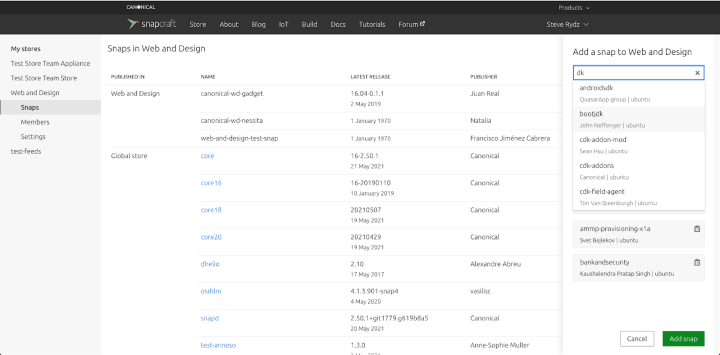 CANONICAL
Products
snapcraft Store About Blog IoT Build Docs Tutorials Forum Steve Rydz
My stores
Test Store Team Appliance
Test Store Team Store
Web and Design
Snaps
Members
Settings
test-feeds
Snaps in Web and Design
PUBLISHED IN NAME LATEST RELEASE PUBLISHER
Web and Design canonical-wd-gadget 16.04-0.1.1 Juan Real
2 May 2019
canonical-wd-nessita 1 January 1970 Natalia
web-and-design-test-snap 1 January 1970 Francisco Jiménez Cabrera
Global store core 16-2.50.1 Canonical
21 May 2021
core16 16-20190110 Canonical
10 January 2019
core18 20210507 Canonical
19 May 2021
core20 20210429 Canonical
19 May 2021
dhello 2.10 Alexandre Abreu
17 May 2017
osddm 4.1.3.901-snap4 vasilisc
4 May 2020
snapd 2.50.1+git1779.g619b8a5 Canonical
20 May 2021
test-anneso 1.3.0 Anne-Sophie Muller
Add a snap to Web and Design
dk
androidsdk
QuasarApp group | ubuntu
bootjdk
John Neffenger | ubuntu
cdk-addon-mod
Sean Hsu | ubuntu
cdk-addons
Canonical | ubuntu
cdk-field-agent
Tim Van Steenburgh | ubuntu
ammp-provisioning-x1a
Svet Bajlekov | ubuntu
bankandsecurity
Kaushalendra Pratap Singh | ubuntu
Cancel Add snap